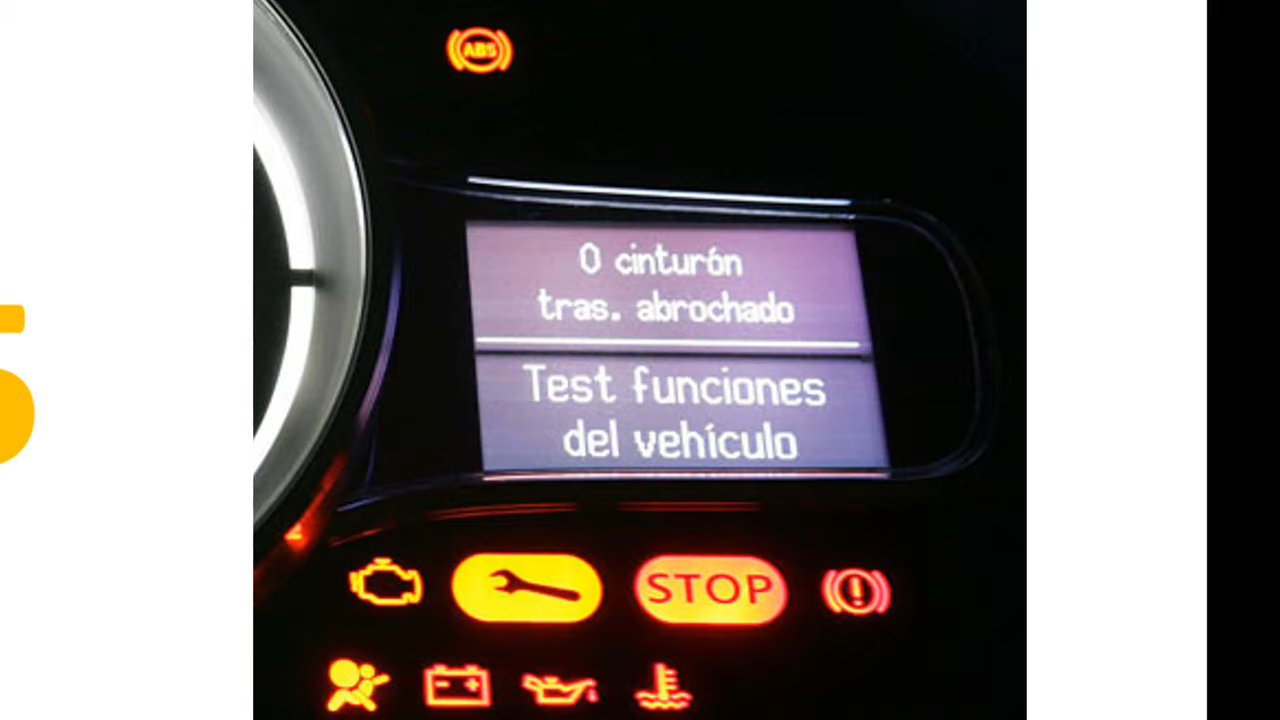 ABS
0 cinturón
tras. abrochado
Test funciones
del vehículo
STOP